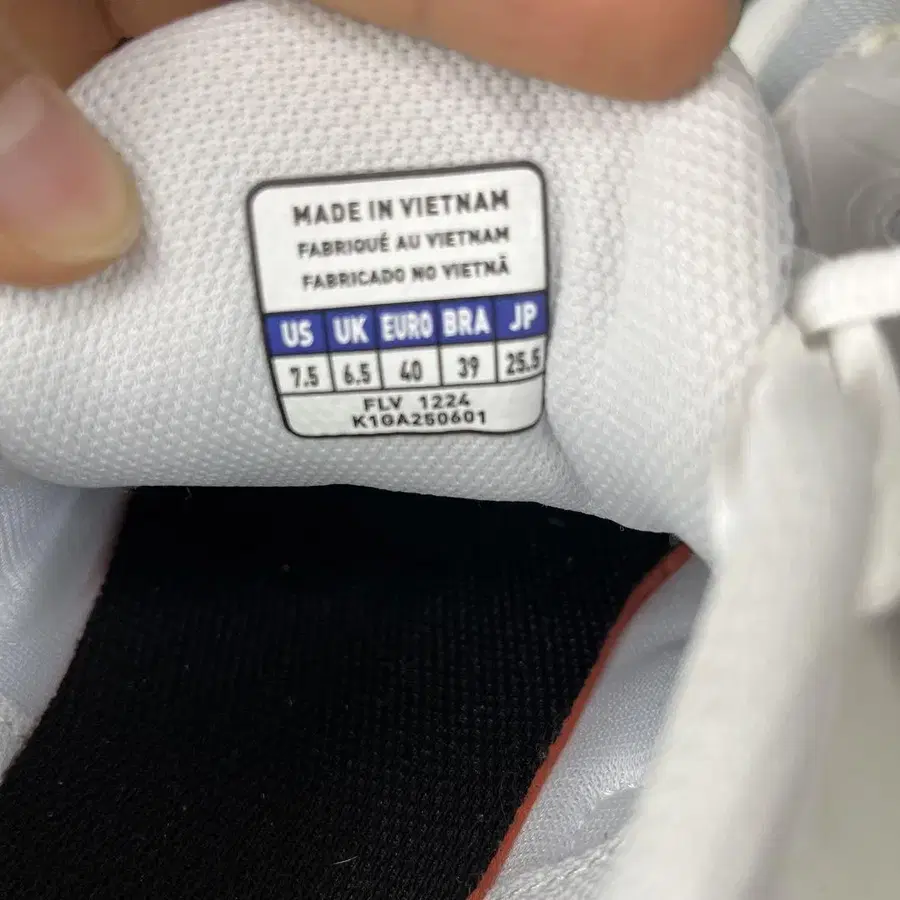 MADE IN VIETNAM
FABRIQUÉ AU VIETNAM
FABRICADO NO VIETNÃ
US UK EURO BRA JP
7.5 6.5 40 39 25.5
FLV 1224
K1GA250601